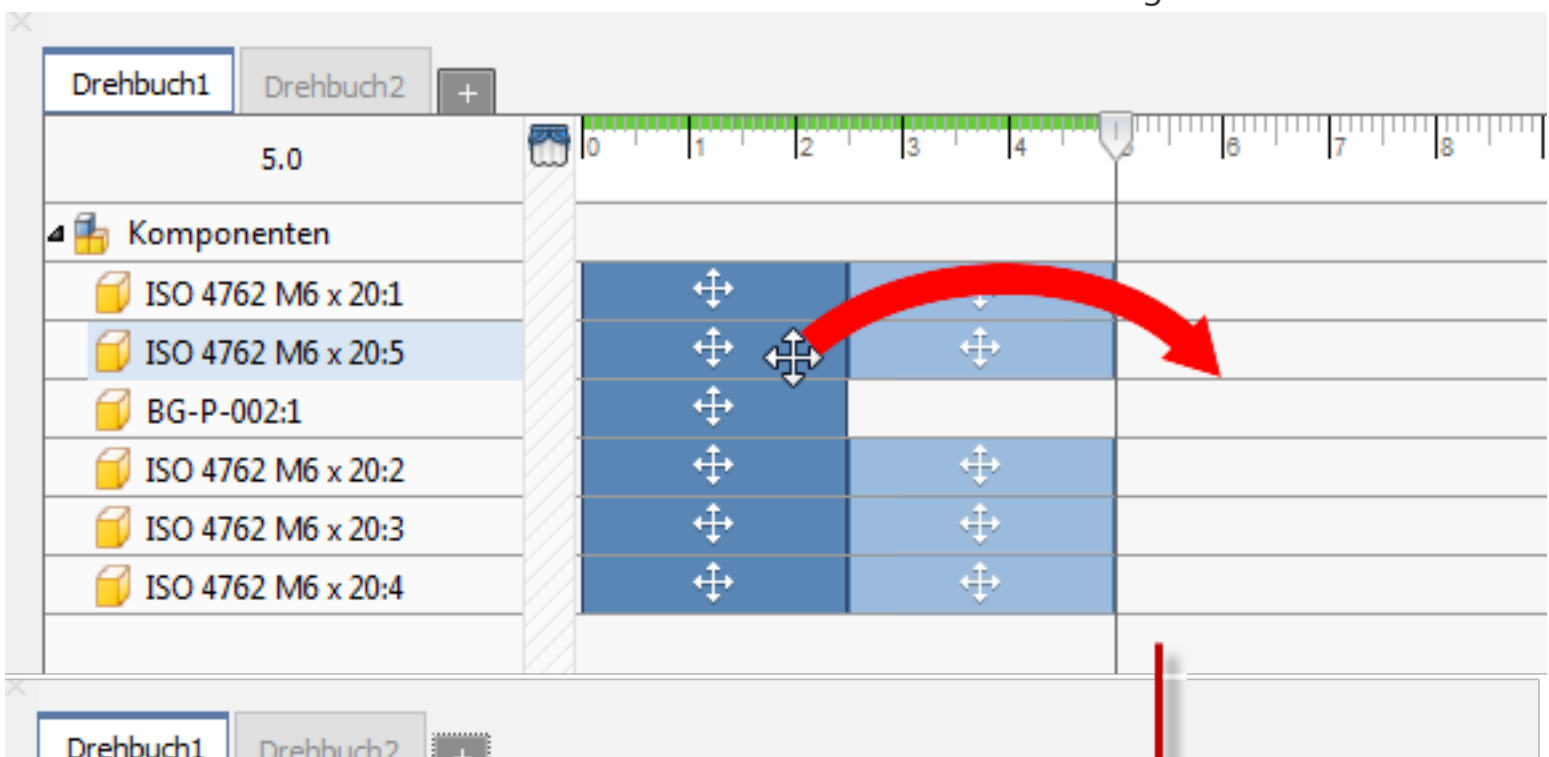 Drehbuch1 Drehbuch2 +
5.0 0 1 2 3 4 5 6 7 8
Komponenten
ISO 4762 M6 x 20:1
ISO 4762 M6 x 20:5
BG-P-002:1
ISO 4762 M6 x 20:2
ISO 4762 M6 x 20:3
ISO 4762 M6 x 20:4
Drehbuch1 Drehbuch2 +